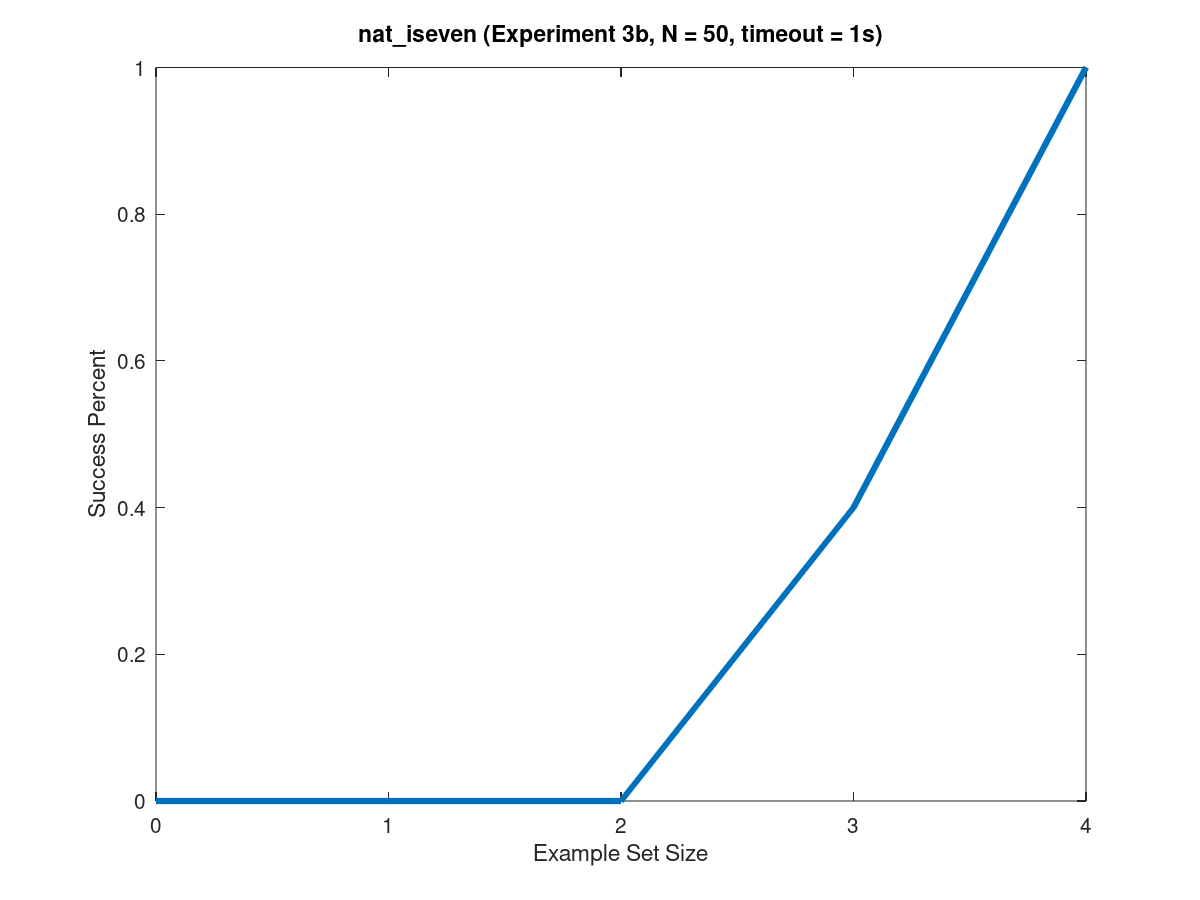 nat_iseven (Experiment 3b, N = 50, timeout = 1s)
1
0.8
0.6
0.4
0.2
0
Success Percent
0 1 2 3 4
Example Set Size